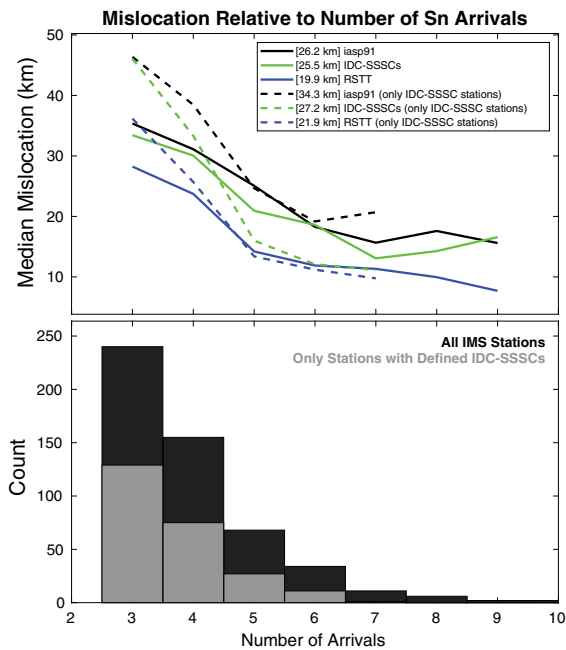 Mislocation Relative to Number of Sn Arrivals
50
40
30
20
10
Median Mislocation (km)
[26.2 km] iasp91
[25.5 km] IDC-SSSCs
[19.9 km] RSTT
[34.3 km] iasp91 (only IDC-SSSC stations)
[27.2 km] IDC-SSSCs (only IDC-SSSC stations)
[21.9 km] RSTT (only IDC-SSSC stations)
250
200
150
100
50
0
Count
All IMS Stations
Only Stations with Defined IDC-SSSCs
2 3 4 5 6 7 8 9 10
Number of Arrivals